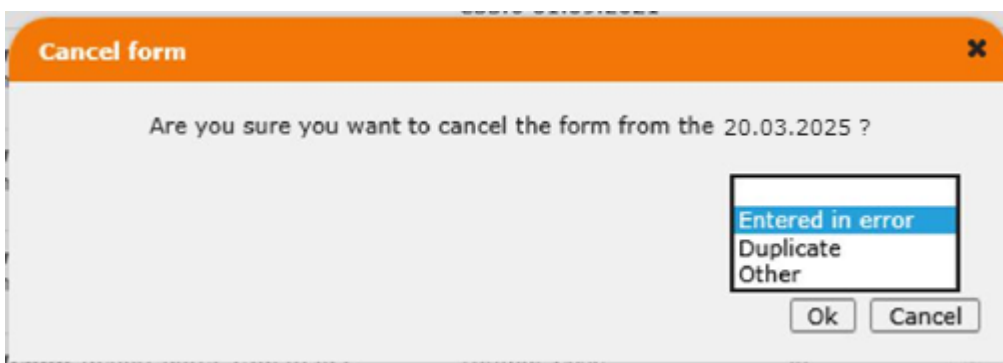 Cancel form
Are you sure you want to cancel the form from the 20.03.2025 ?
Entered in error
Duplicate
Other
Ok Cancel